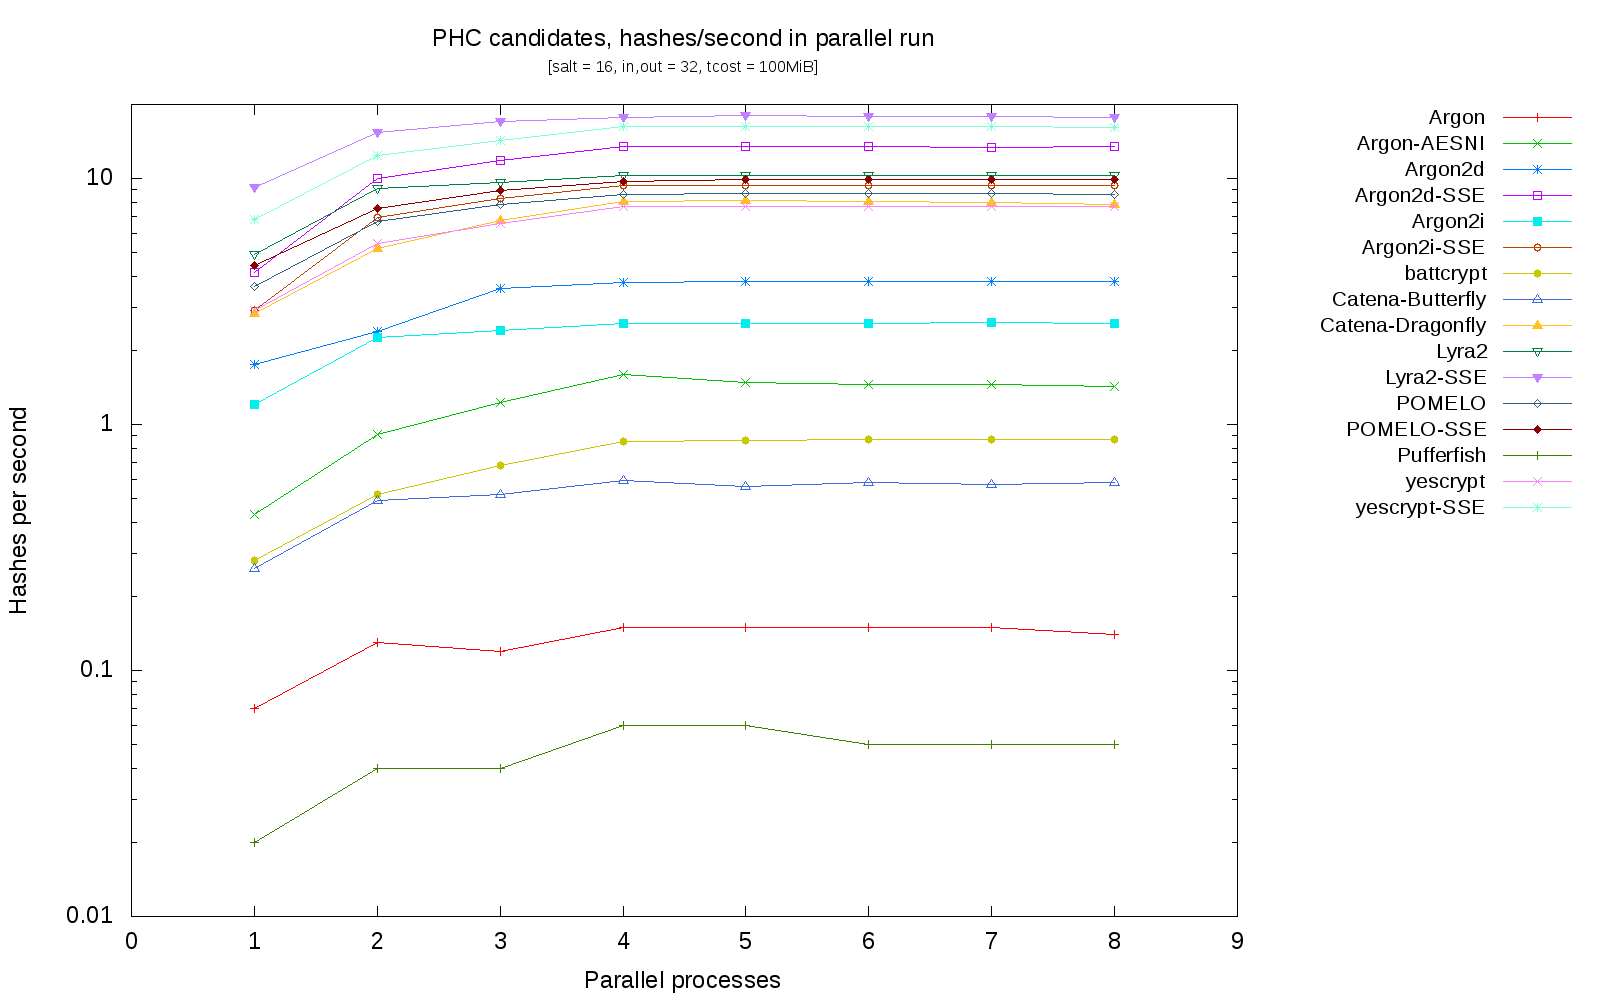 PHC candidates, hashes/second in parallel run
[salt = 16, in,out = 32, tcost = 100MiB]
Hashes per second
10
1
0.1
0.01
0 1 2 3 4 5 6 7 8 9
Parallel processes
Argon
Argon-AESNI
Argon2d
Argon2d-SSE
Argon2i
Argon2i-SSE
battcrypt
Catena-Butterfly
Catena-Dragonfly
Lyra2
Lyra2-SSE
POMELO
POMELO-SSE
Pufferfish
yescrypt
yescrypt-SSE